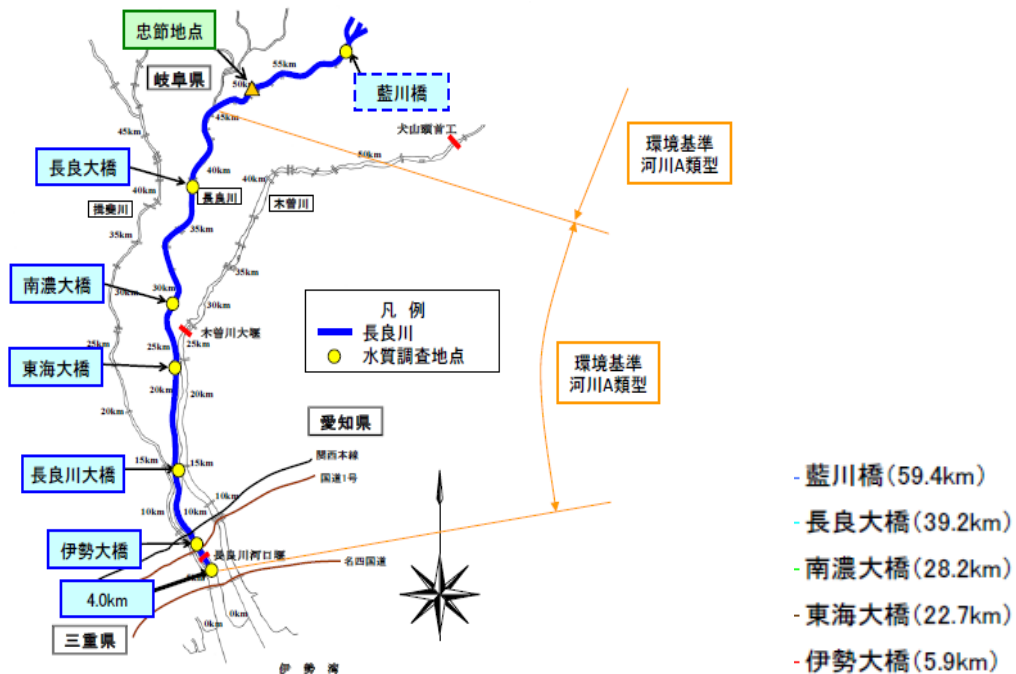 忠節地点
岐阜県
藍川橋
55km
50km
45km
犬山頭首工
50km
45km
長良大橋
40km
40km
40km
長良川
木曽川
揖斐川
35km
35km
35km
環境基準
河川A類型
南濃大橋
30km
30km
30km
凡 例
長良川
水質調査地点
木曽川大堰
25km
25km
25km
東海大橋
20km
20km
20km
環境基準
河川A類型
愛知県
関西本線
国道1号
長良川大橋
15km
15km
10km
10km
10km
伊勢大橋
長良川河口堰
名四国道
4.0km
0km
0km
三重県
伊 勢 湾
藍川橋(59.4km)
長良大橋(39.2km)
南濃大橋(28.2km)
東海大橋(22.7km)
伊勢大橋(5.9km)